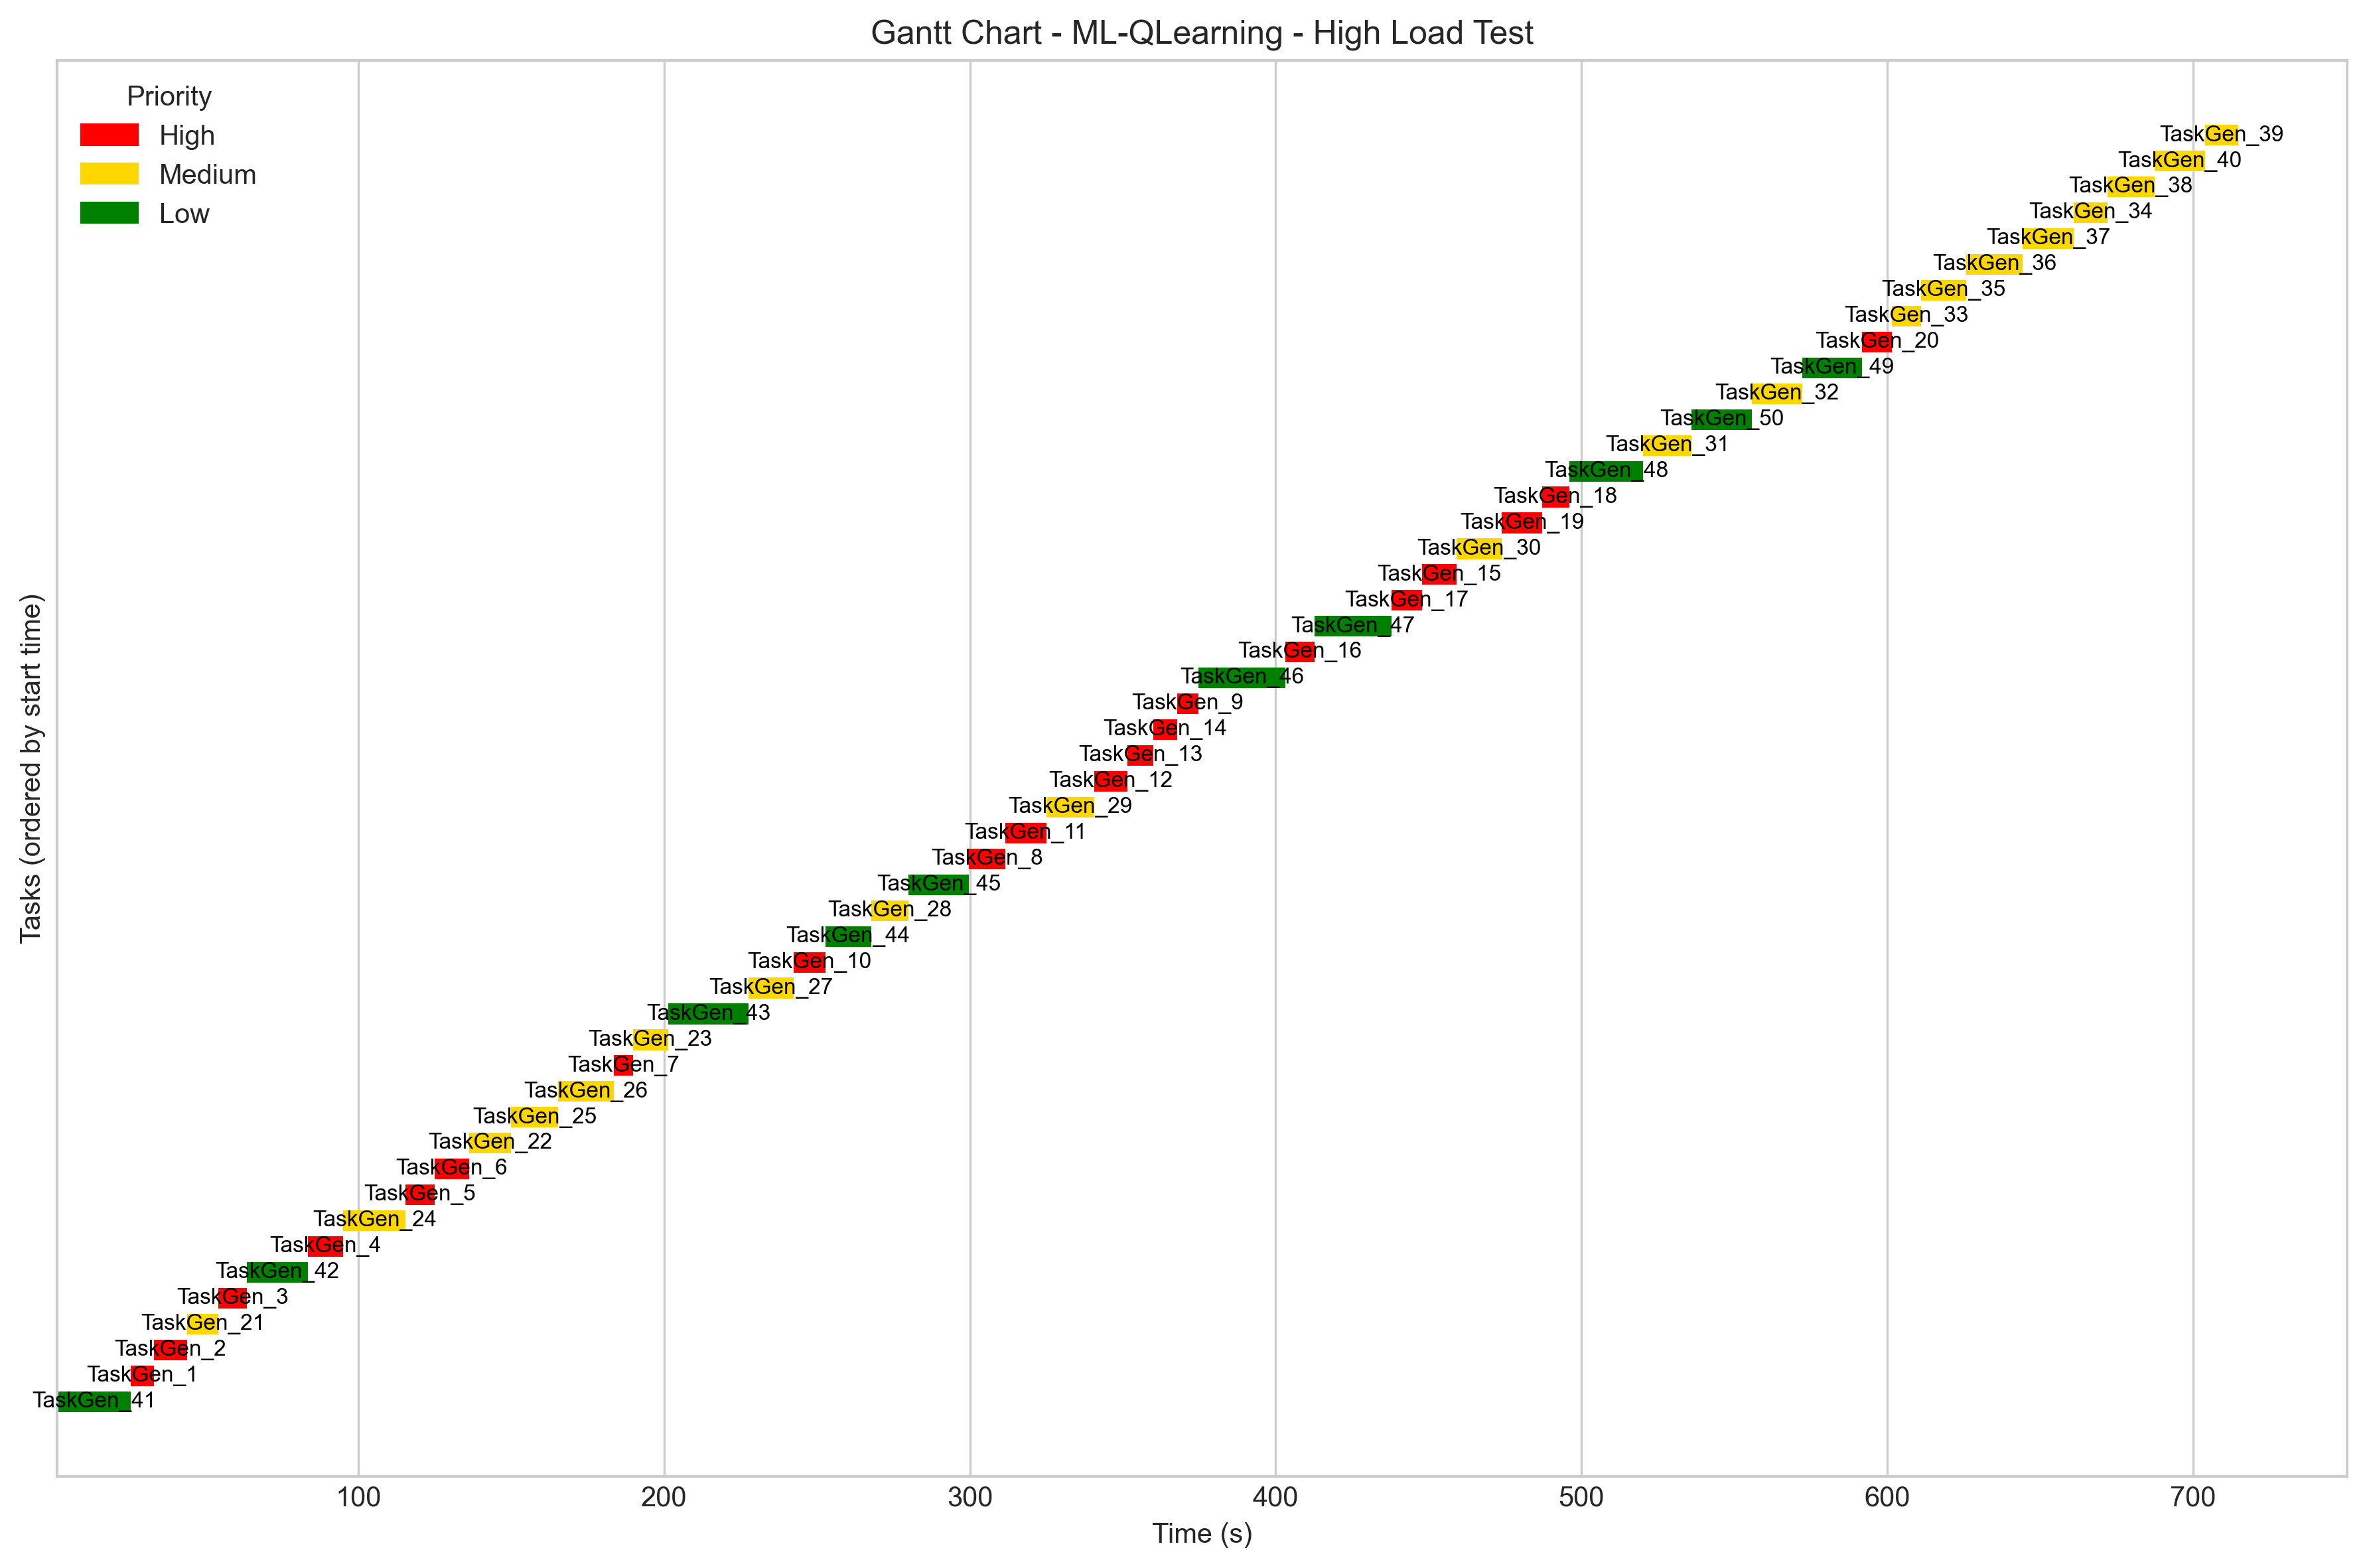 Gantt Chart - ML-QLearning - High Load Test
Priority
High
Medium
Low
TaskGen_39
TaskGen_40
TaskGen_38
TaskGen_34
TaskGen_37
TaskGen_36
TaskGen_35
TaskGen_33
TaskGen_20
TaskGen_49
TaskGen_32
TaskGen_50
TaskGen_31
TaskGen_48
TaskGen_18
TaskGen_19
TaskGen_30
TaskGen_15
TaskGen_17
TaskGen_47
TaskGen_16
TaskGen_46
TaskGen_9
TaskGen_14
TaskGen_13
TaskGen_12
TaskGen_29
TaskGen_11
TaskGen_8
TaskGen_45
TaskGen_28
TaskGen_44
TaskGen_10
TaskGen_27
TaskGen_43
TaskGen_23
TaskGen_7
TaskGen_26
TaskGen_25
TaskGen_22
TaskGen_6
TaskGen_5
TaskGen_24
TaskGen_4
TaskGen_42
TaskGen_3
TaskGen_21
TaskGen_2
TaskGen_1
TaskGen_41
Tasks (ordered by start time)
100 200 300 400 500 600 700
Time (s)